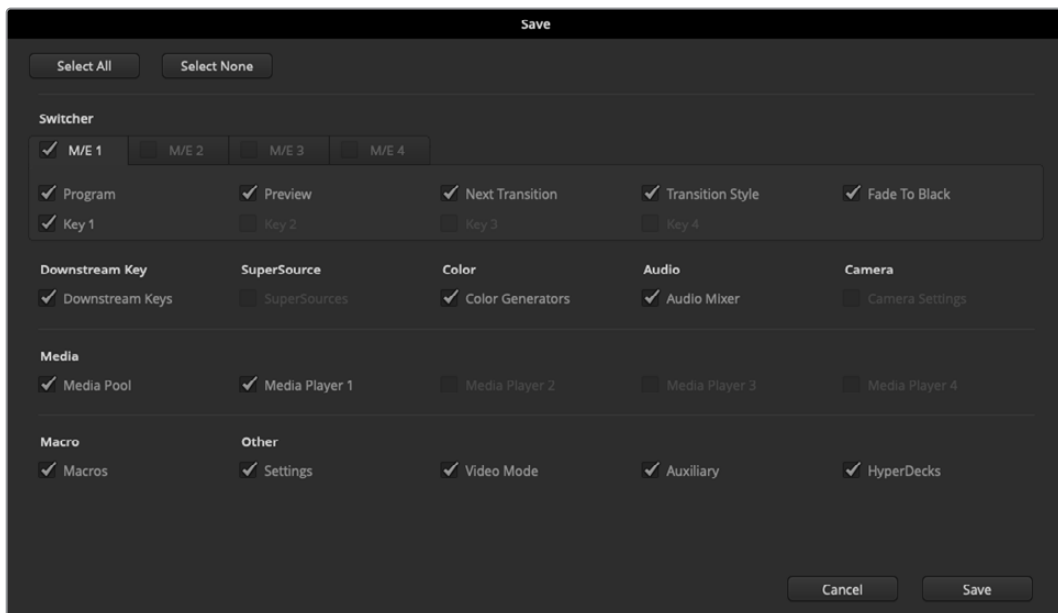 Save
Select All Select None
Switcher
M/E 1 M/E 2 M/E 3 M/E 4
Program Preview Next Transition Transition Style Fade To Black
Key 1 Key 2 Key 3 Key 4
Downstream Key SuperSource Color Audio Camera
Downstream Keys SuperSources Color Generators Audio Mixer Camera Settings
Media
Media Pool Media Player 1 Media Player 2 Media Player 3 Media Player 4
Macro Other
Macros Settings Video Mode Auxiliary HyperDecks
Cancel Save